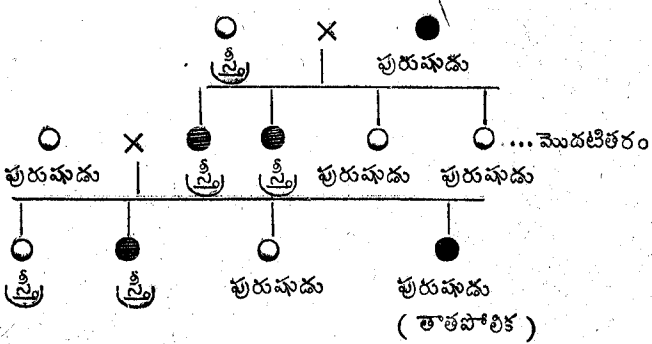 స్త్రీ × పురుషుడు
× ...మొదటితరం
పురుషుడు స్త్రీ స్త్రీ పురుషుడు పురుషుడు
స్త్రీ స్త్రీ పురుషుడు పురుషుడు
( తాతపోలిక )